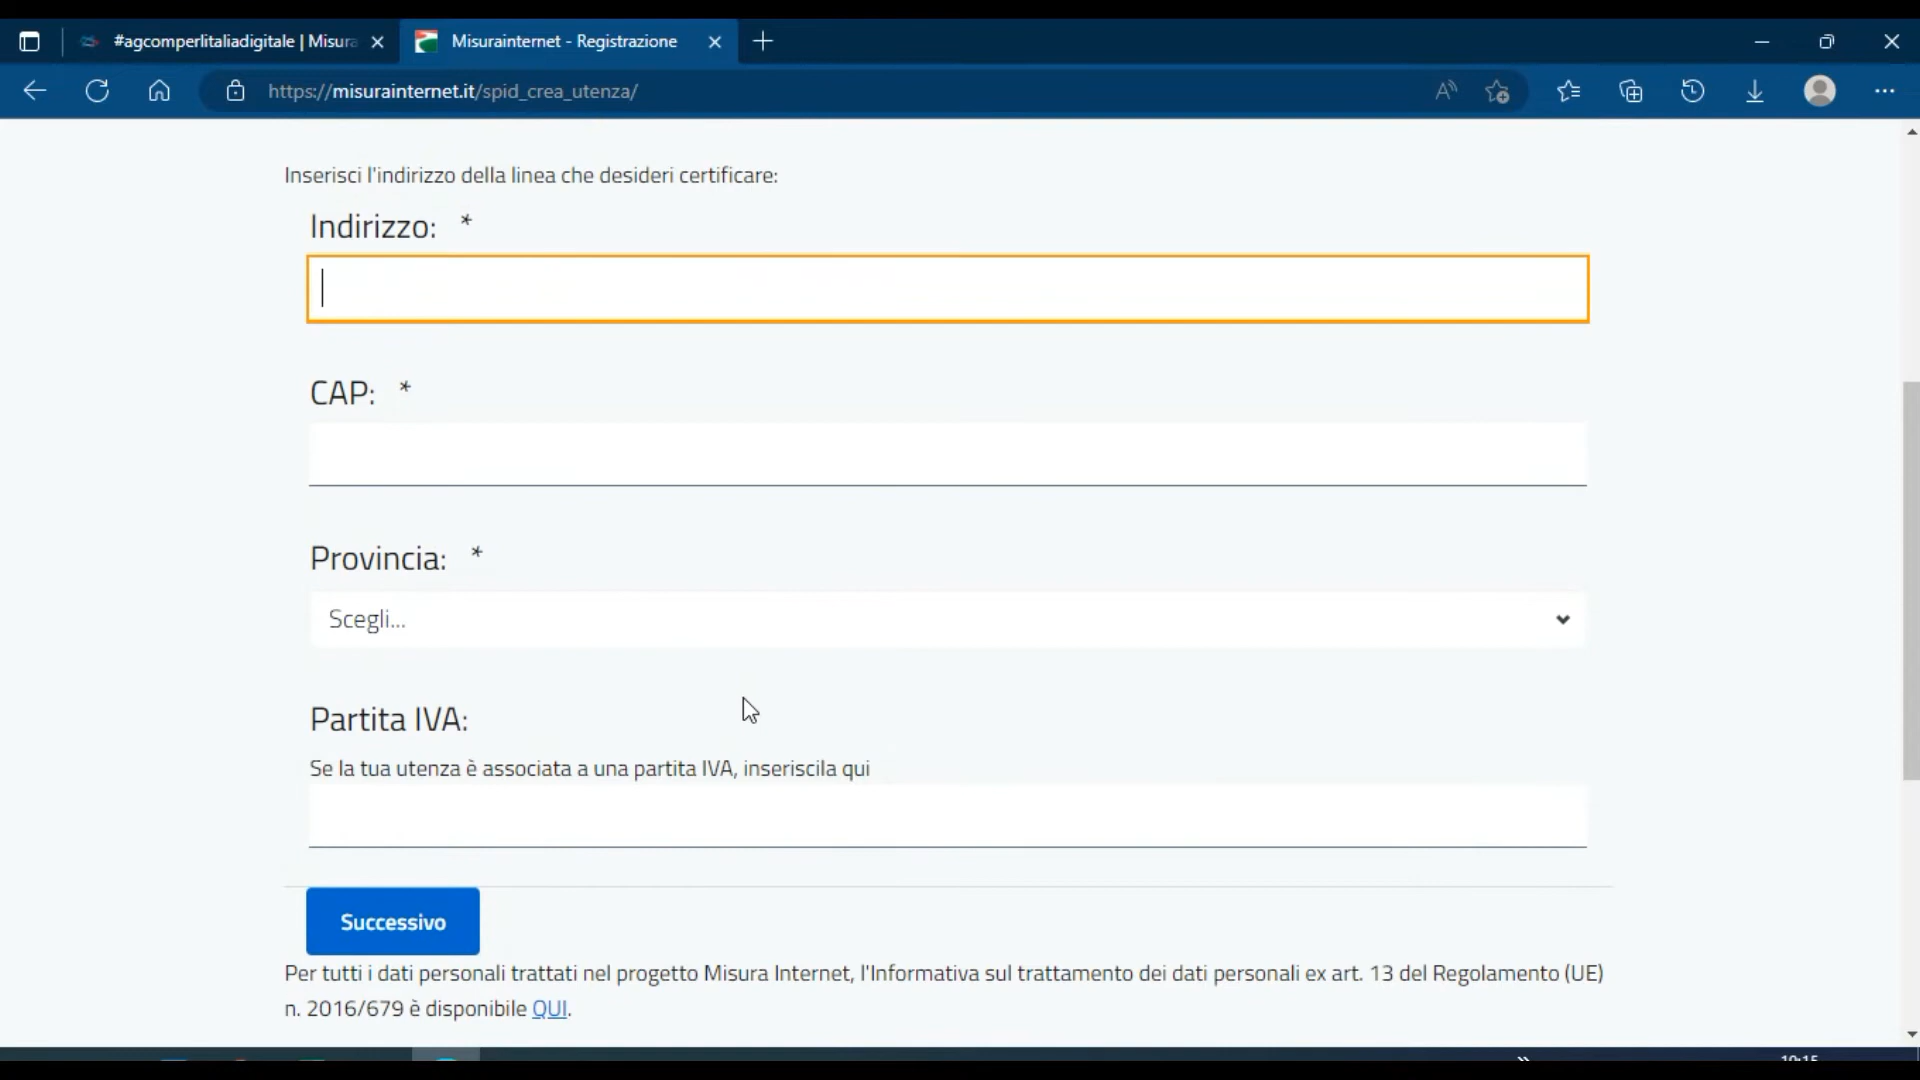 #agcomperlitaliadigitale | Misura
Misurainternet - Registrazione
https://misurainternet.it/spid_crea_utenza/
Inserisci l'indirizzo della linea che desideri certificare:
Indirizzo: *
CAP: *
Provincia: *
Scegli...
Partita IVA:
Se la tua utenza è associata a una partita IVA, inseriscila qui
Successivo
Per tutti i dati personali trattati nel progetto Misura Internet, l'Informativa sul trattamento dei dati personali ex art. 13 del Regolamento (UE)
n. 2016/679 è disponibile QUI.